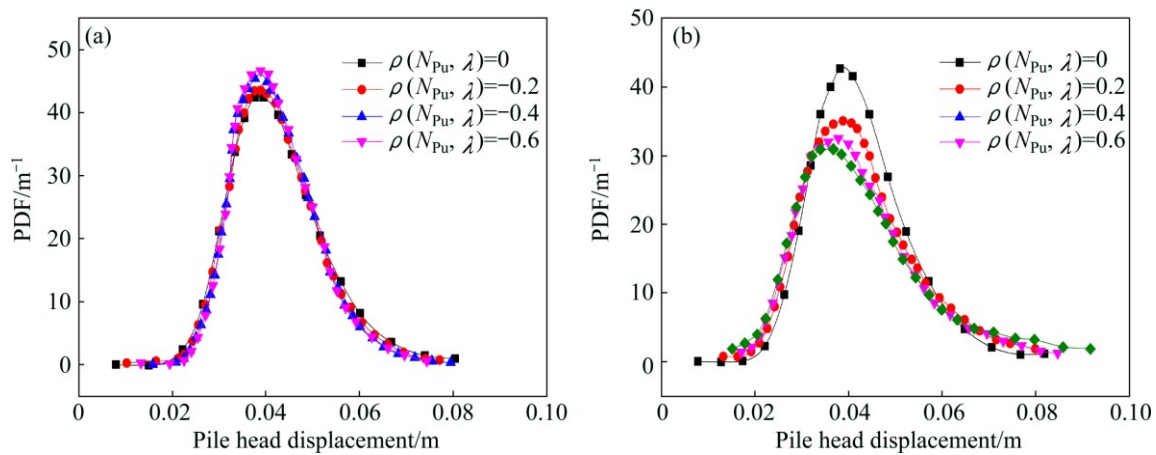 (a)
ρ (N_Pu, λ)=0
ρ (N_Pu, λ)=−0.2
ρ (N_Pu, λ)=−0.4
ρ (N_Pu, λ)=−0.6
50
40
30
20
10
0
PDF/m⁻¹
0 0.02 0.04 0.06 0.08 0.10
Pile head displacement/m
(b)
ρ (N_Pu, λ)=0
ρ (N_Pu, λ)=0.2
ρ (N_Pu, λ)=0.4
ρ (N_Pu, λ)=0.6
50
40
30
20
10
0
PDF/m⁻¹
0 0.02 0.04 0.06 0.08 0.10
Pile head displacement/m